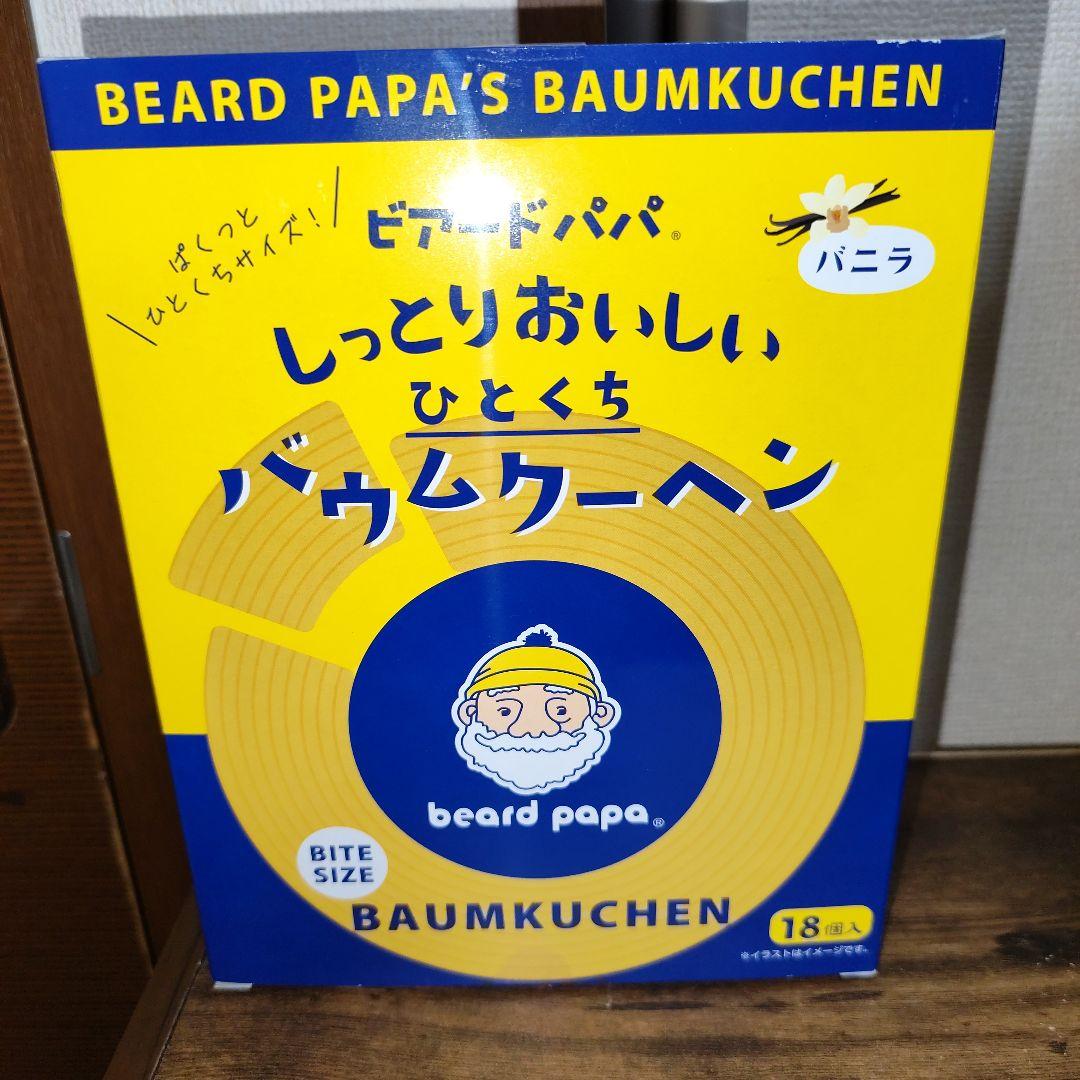 BEARD PAPA'S BAUMKUCHEN
ぱくっと
ひとくちサイズ!
ビアードパパ®
バニラ
しっとりおいしい
ひとくち
バウムクーヘン
beard papa®
BITE
SIZE
BAUMKUCHEN
18個入
※イラストはイメージです。